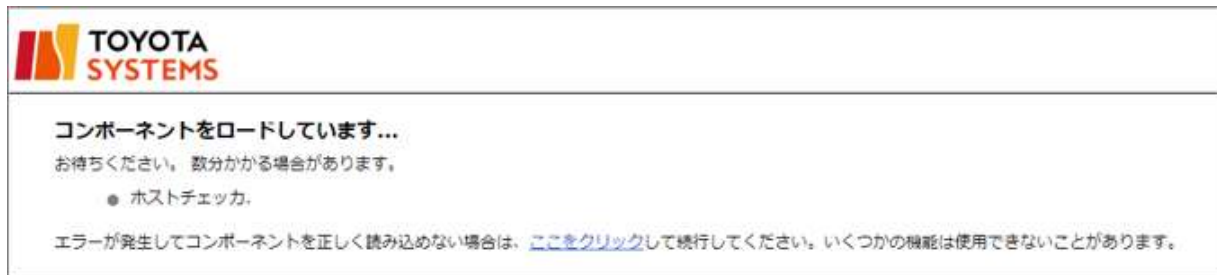 TOYOTA
SYSTEMS
コンポーネントをロードしています...
お待ちください。 数分かかる場合があります。
ホストチェッカ.
エラーが発生してコンポーネントを正しく読み込めない場合は、ここをクリックして続行してください。いくつかの機能は使用できないことがあります。